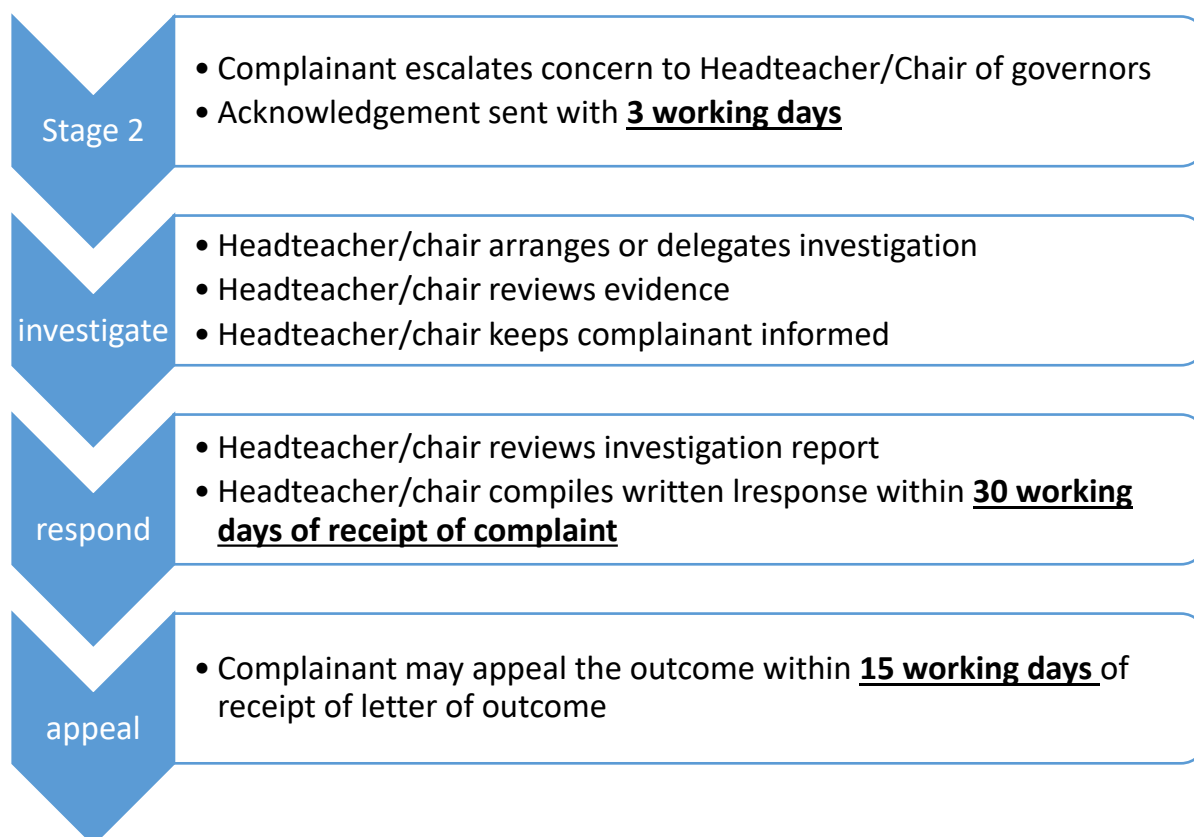 Stage 2
• Complainant escalates concern to Headteacher/Chair of governors
• Acknowledgement sent with 3 working days
investigate
• Headteacher/chair arranges or delegates investigation
• Headteacher/chair reviews evidence
• Headteacher/chair keeps complainant informed
respond
• Headteacher/chair reviews investigation report
• Headteacher/chair compiles written lresponse within 30 working
days of receipt of complaint
appeal
• Complainant may appeal the outcome within 15 working days of
receipt of letter of outcome